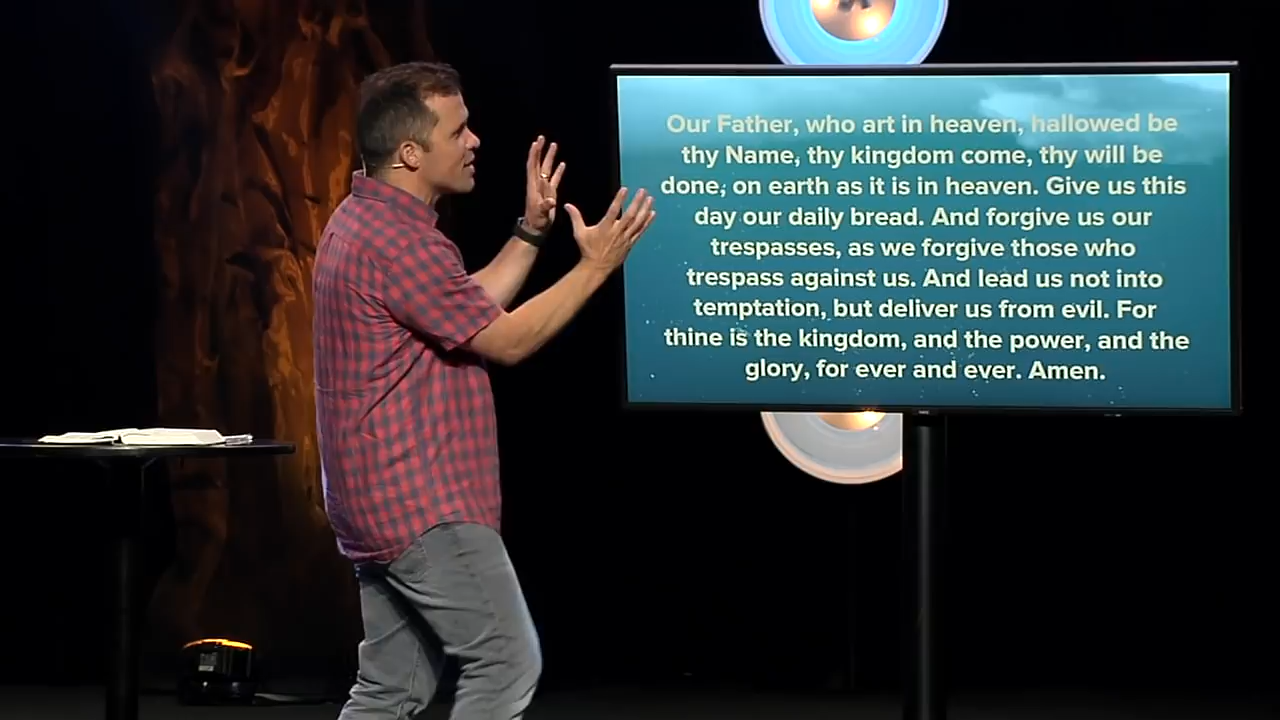 Our Father, who art in heaven, hallowed be
thy Name, thy kingdom come, thy will be
done, on earth as it is in heaven. Give us this
day our daily bread. And forgive us our
trespasses, as we forgive those who
trespass against us. And lead us not into
temptation, but deliver us from evil. For
thine is the kingdom, and the power, and the
glory, for ever and ever. Amen.